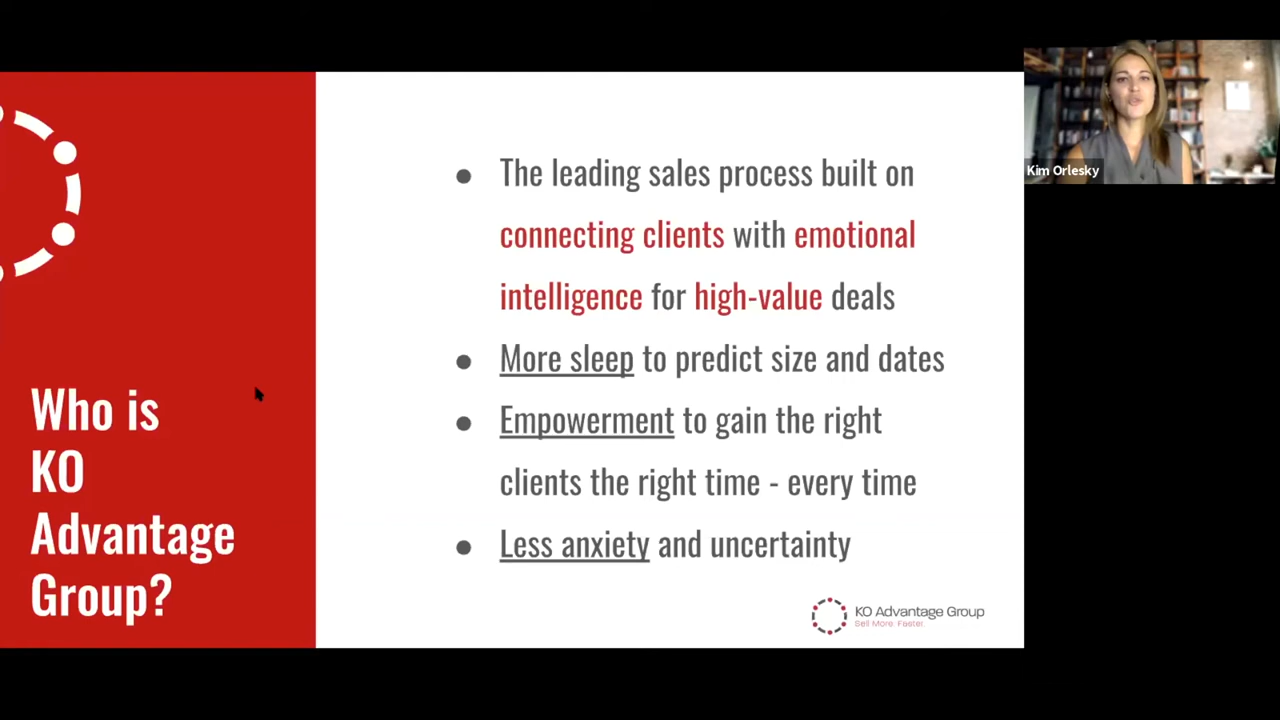 Who is
KO
Advantage
Group?
● The leading sales process built on
connecting clients with emotional
intelligence for high-value deals
● More sleep to predict size and dates
● Empowerment to gain the right
clients the right time - every time
● Less anxiety and uncertainty
KO Advantage Group
Sell More. Faster.
Kim Orlesky